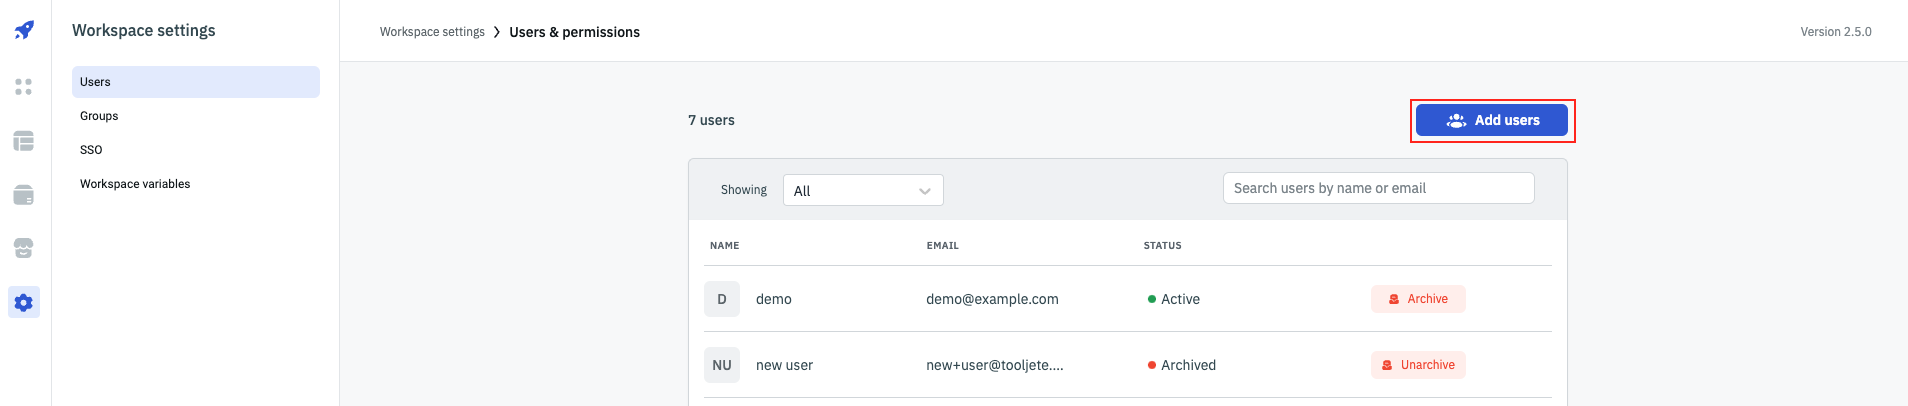 Workspace settings
Workspace settings > Users & permissions
Version 2.5.0
Users
Groups
SSO
Workspace variables
7 users
Add users
Showing
All
Search users by name or email
NAME EMAIL STATUS
D demo demo@example.com Active Archive
NU new user new+user@tooljete.... Archived Unarchive